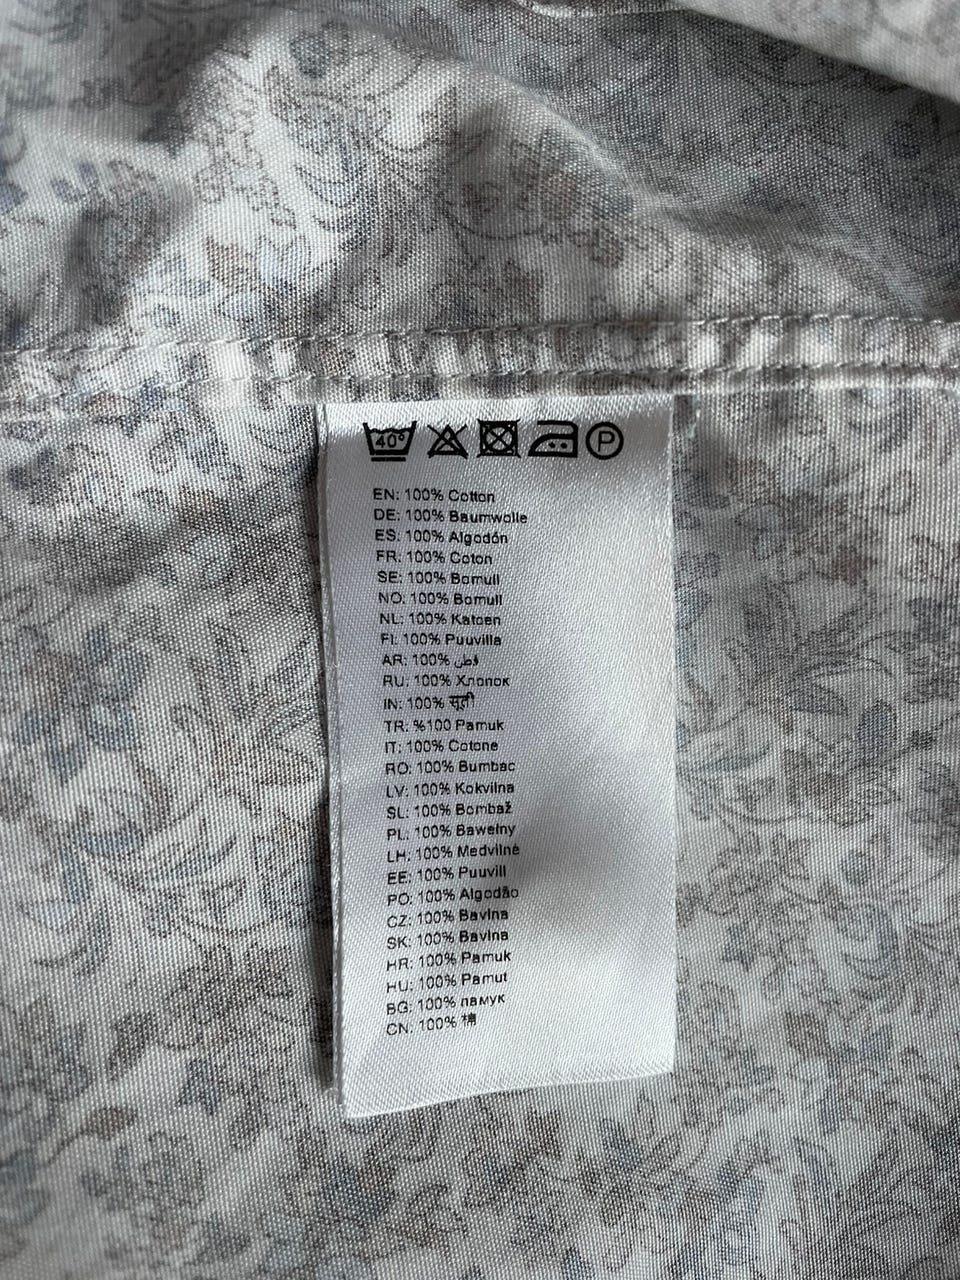 40°
P
EN: 100% Cotton
DE: 100% Baumwolle
ES: 100% Algodón
FR: 100% Coton
SE: 100% Bomull
NO: 100% Bomull
NL: 100% Katoen
FI: 100% Puuvilla
AR: 100% قطن
RU: 100% Хлопок
IN: 100% सूती
TR: %100 Pamuk
IT: 100% Cotone
RO: 100% Bumbac
LV: 100% Kokvilna
SL: 100% Bombaž
PL: 100% Bawełny
LH: 100% Medvilnė
EE: 100% Puuvill
PO: 100% Algodão
CZ: 100% Bavlna
SK: 100% Bavlna
HR: 100% Pamuk
HU: 100% Pamut
BG: 100% памук
CN: 100% 棉